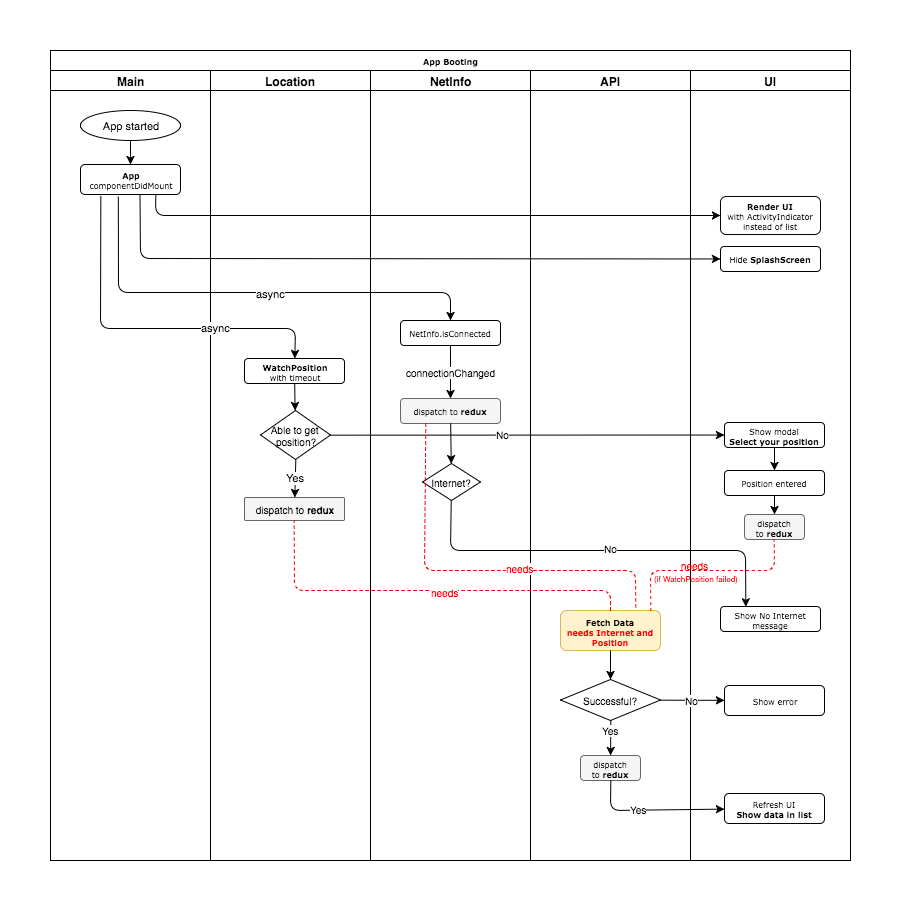 App Booting
Main
Location
NetInfo
API
UI
App started
App
componentDidMount
Render UI
with ActivityIndicator
instead of list
Hide SplashScreen
async
async
NetInfo.isConnected
WatchPosition
with timeout
connectionChanged
dispatch to redux
Able to get
position?
No
Show modal
Select your position
Yes
Internet?
Position entered
dispatch to redux
dispatch
to redux
No
needs
needs
(if WatchPosition failed)
needs
Fetch Data
needs Internet and
Position
Show No Internet
message
Successful?
No
Show error
Yes
dispatch
to redux
Yes
Refresh UI
Show data in list